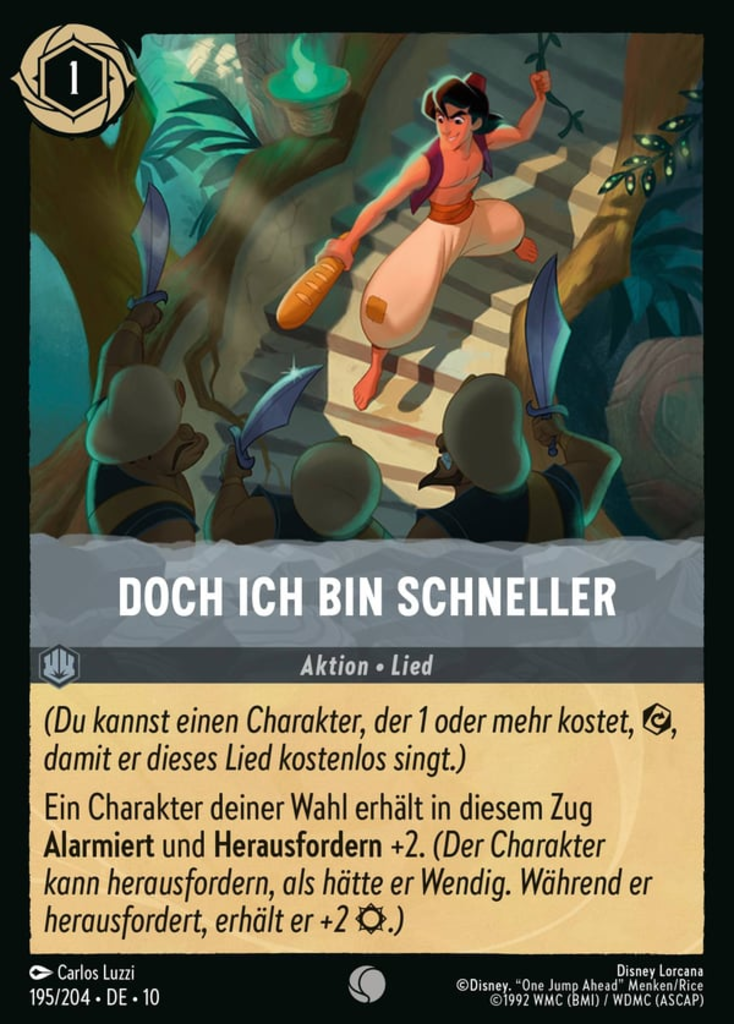 1
DOCH ICH BIN SCHNELLER
Aktion • Lied
(Du kannst einen Charakter, der 1 oder mehr kostet, ,
damit er dieses Lied kostenlos singt.)
Ein Charakter deiner Wahl erhält in diesem Zug
Alarmiert und Herausfordern +2. (Der Charakter
kann herausfordern, als hätte er Wendig. Während er
herausfordert, erhält er +2 .)
Carlos Luzzi
195/204 • DE • 10
Disney Lorcana
©Disney. “One Jump Ahead” Menken/Rice
©1992 WMC (BMI) / WDMC (ASCAP)